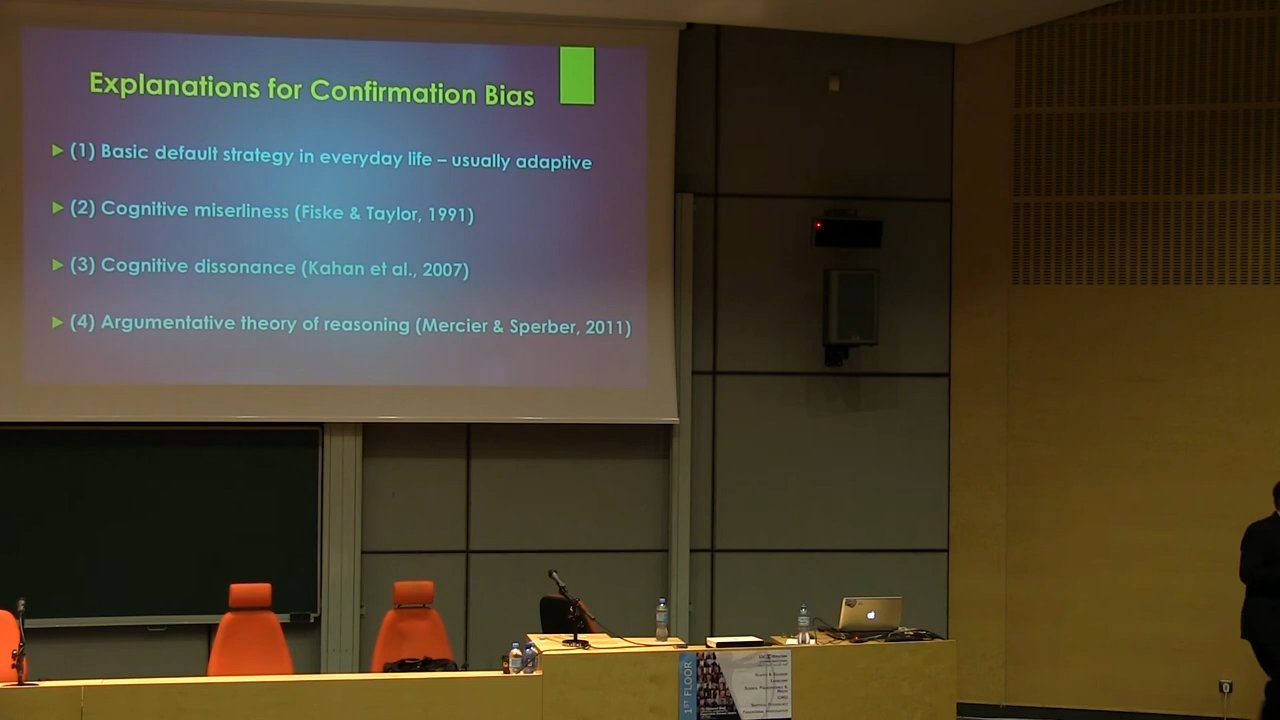 Explanations for Confirmation Bias
(1) Basic default strategy in everyday life – usually adaptive
(2) Cognitive miserliness (Fiske & Taylor, 1991)
(3) Cognitive dissonance (Kahan et al., 2007)
(4) Argumentative theory of reasoning (Mercier & Sperber, 2011)
1ST FLOOR